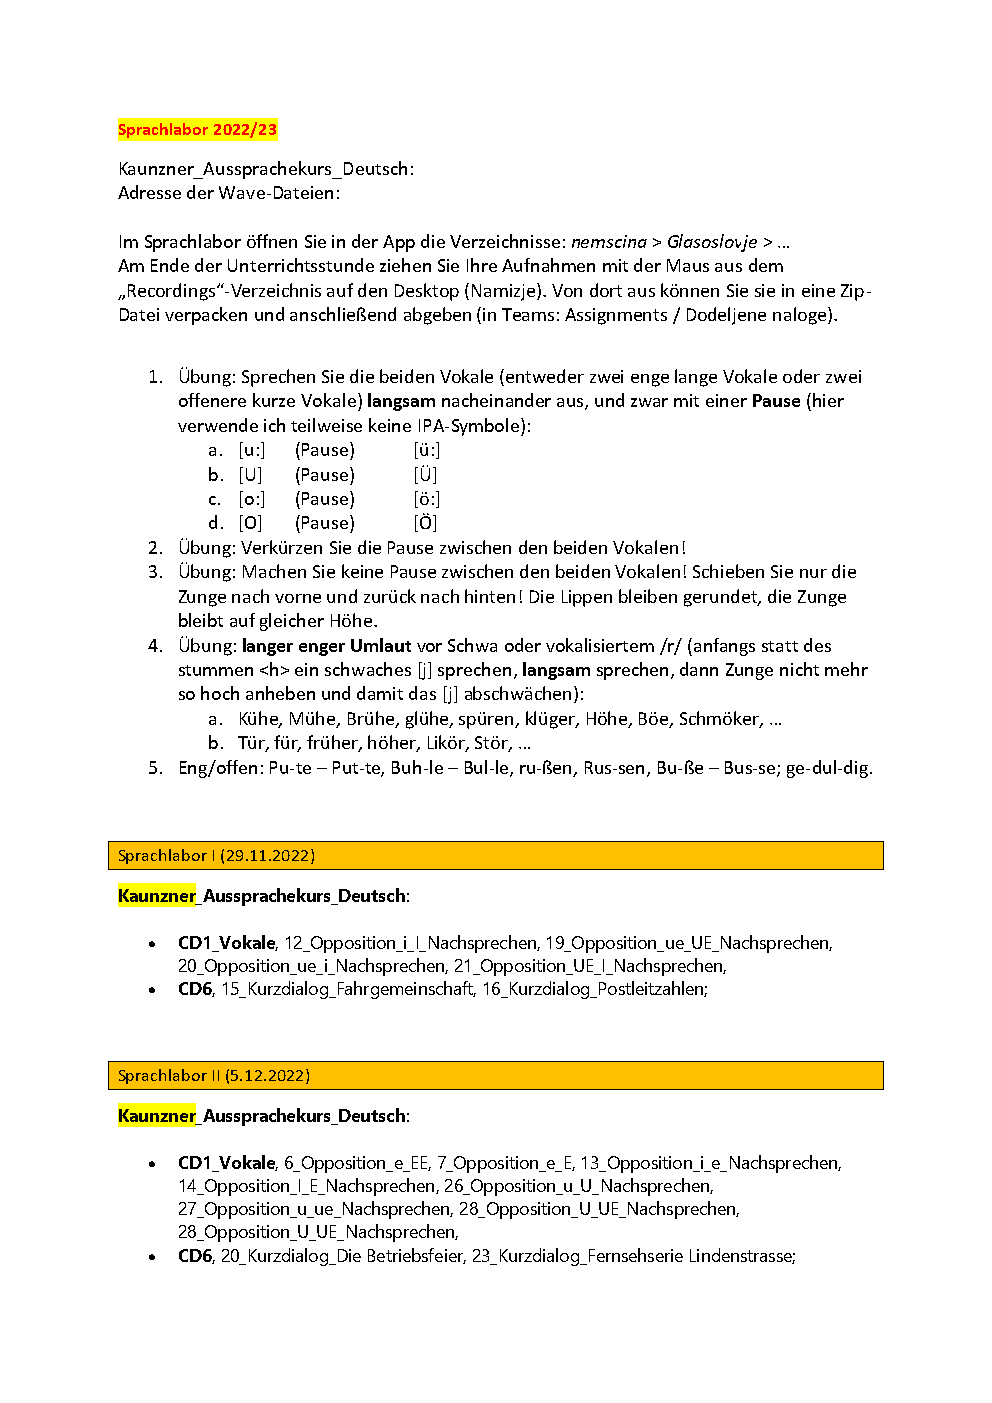 Sprachlabor 2022/23
Kaunzner_Aussprachekurs_Deutsch:
Adresse der Wave-Dateien:
Im Sprachlabor öffnen Sie in der App die Verzeichnisse: nemscina > Glasoslovje > …
Am Ende der Unterrichtsstunde ziehen Sie Ihre Aufnahmen mit der Maus aus dem
„Recordings“-Verzeichnis auf den Desktop (Namizje). Von dort aus können Sie sie in eine Zip-
Datei verpacken und anschließend abgeben (in Teams: Assignments / Dodeljene naloge).
1. Übung: Sprechen Sie die beiden Vokale (entweder zwei enge lange Vokale oder zwei
offenere kurze Vokale) langsam nacheinander aus, und zwar mit einer Pause (hier
verwende ich teilweise keine IPA-Symbole):
a. [u:] (Pause) [ü:]
b. [U] (Pause) [Ü]
c. [o:] (Pause) [ö:]
d. [O] (Pause) [Ö]
2. Übung: Verkürzen Sie die Pause zwischen den beiden Vokalen!
3. Übung: Machen Sie keine Pause zwischen den beiden Vokalen! Schieben Sie nur die
Zunge nach vorne und zurück nach hinten! Die Lippen bleiben gerundet, die Zunge
bleibt auf gleicher Höhe.
4. Übung: langer enger Umlaut vor Schwa oder vokalisiertem /r/ (anfangs statt des
stummen <h> ein schwaches [j] sprechen, langsam sprechen, dann Zunge nicht mehr
so hoch anheben und damit das [j] abschwächen):
a. Kühe, Mühe, Brühe, glühe, spüren, klüger, Höhe, Böe, Schmöker, …
b. Tür, für, früher, höher, Likör, Stör, …
5. Eng/offen: Pu-te – Put-te, Buh-le – Bul-le, ru-ßen, Rus-sen, Bu-ße – Bus-se; ge-dul-dig.
Sprachlabor I (29.11.2022)
Kaunzner_Aussprachekurs_Deutsch:
• CD1_Vokale, 12_Opposition_i_I_Nachsprechen, 19_Opposition_ue_UE_Nachsprechen,
20_Opposition_ue_i_Nachsprechen, 21_Opposition_UE_I_Nachsprechen,
• CD6, 15_Kurzdialog_Fahrgemeinschaft, 16_Kurzdialog_Postleitzahlen;
Sprachlabor II (5.12.2022)
Kaunzner_Aussprachekurs_Deutsch:
• CD1_Vokale, 6_Opposition_e_EE, 7_Opposition_e_E, 13_Opposition_i_e_Nachsprechen,
14_Opposition_I_E_Nachsprechen, 26_Opposition_u_U_Nachsprechen,
27_Opposition_u_ue_Nachsprechen, 28_Opposition_U_UE_Nachsprechen,
28_Opposition_U_UE_Nachsprechen,
• CD6, 20_Kurzdialog_Die Betriebsfeier, 23_Kurzdialog_Fernsehserie Lindenstrasse;